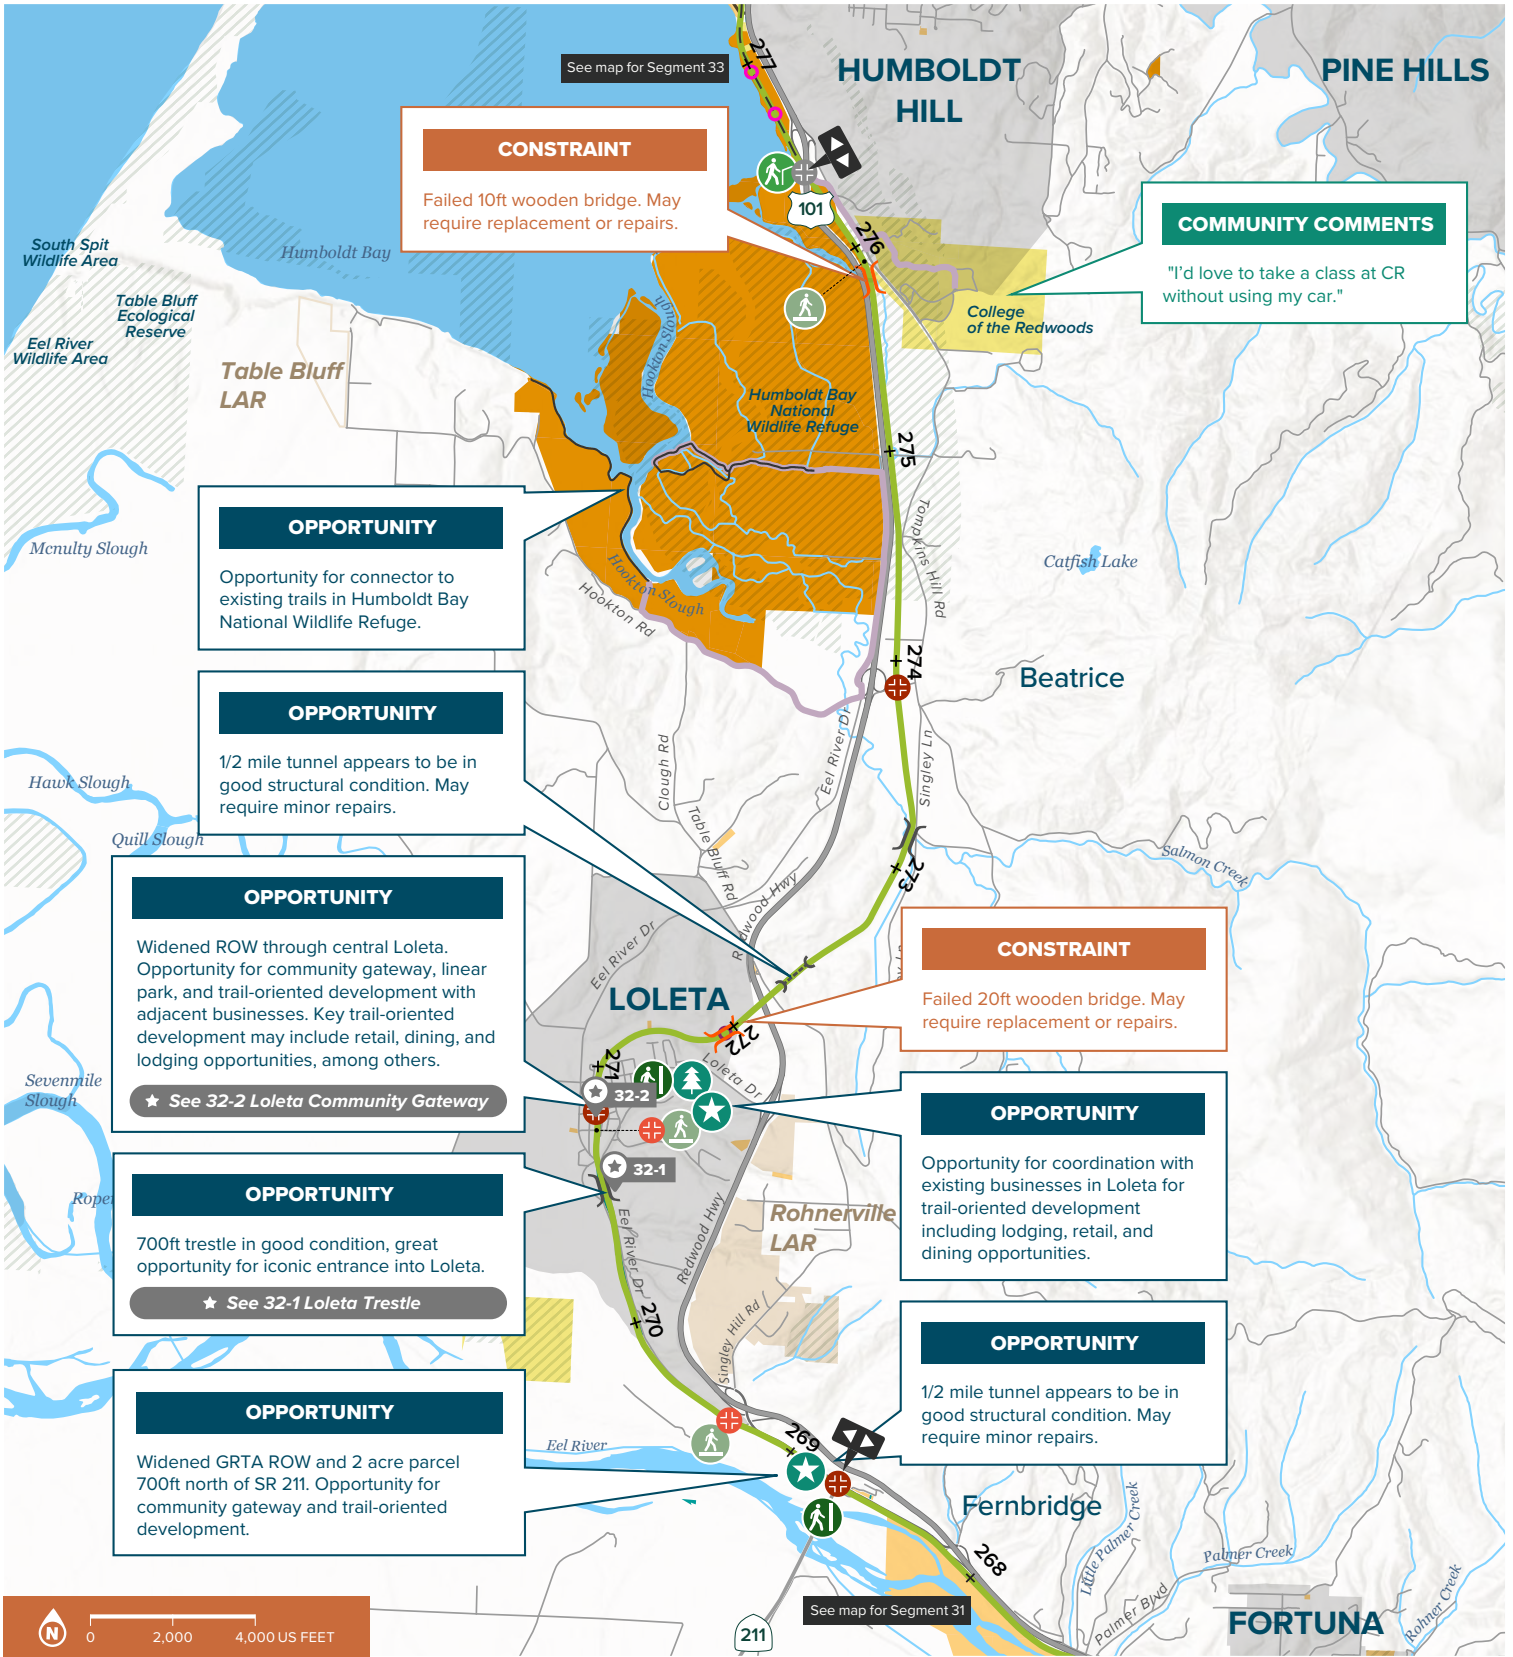 277
See map for Segment 33
HUMBOLDT
HILL
PINE HILLS
CONSTRAINT
Failed 10ft wooden bridge. May
require replacement or repairs.
101
276
COMMUNITY COMMENTS
"I'd love to take a class at CR
without using my car."
South Spit
Wildlife Area
Humboldt Bay
Table Bluff
Ecological
Reserve
Eel River
Wildlife Area
College
of the Redwoods
Table Bluff
LAR
Hookton Slough
Humboldt Bay
National
Wildlife Refuge
275
OPPORTUNITY
Opportunity for connector to
existing trails in Humboldt Bay
National Wildlife Refuge.
Mcnulty Slough
Tompkins Hill Rd
Catfish Lake
Hookton Slough
Hookton Rd
274
Beatrice
OPPORTUNITY
1/2 mile tunnel appears to be in
good structural condition. May
require minor repairs.
Eel River Dr
Clough Rd
Singley Ln
Hawk Slough
Quill Slough
Table Bluff Rd
273
Salmon Creek
Redwood Hwy
OPPORTUNITY
Widened ROW through central Loleta.
Opportunity for community gateway, linear
park, and trail-oriented development with
adjacent businesses. Key trail-oriented
development may include retail, dining, and
lodging opportunities, among others.
See 32-2 Loleta Community Gateway
Eel River Dr
CONSTRAINT
Failed 20ft wooden bridge. May
require replacement or repairs.
LOLETA
272
271
Loleta Dr
32-2
Sevenmile
Slough
OPPORTUNITY
Opportunity for coordination with
existing businesses in Loleta for
trail-oriented development
including lodging, retail, and
dining opportunities.
32-1
OPPORTUNITY
700ft trestle in good condition, great
opportunity for iconic entrance into Loleta.
See 32-1 Loleta Trestle
Eel River Dr
Redwood Hwy
Rohnerville
LAR
270
Singley Hill Rd
OPPORTUNITY
1/2 mile tunnel appears to be in
good structural condition. May
require minor repairs.
OPPORTUNITY
Widened GRTA ROW and 2 acre parcel
700ft north of SR 211. Opportunity for
community gateway and trail-oriented
development.
Eel River
269
Fernbridge
268
Little Palmer Creek
Palmer Creek
Palmer Blvd
Rohner Creek
See map for Segment 31
FORTUNA
211
N
0 2,000 4,000 US FEET